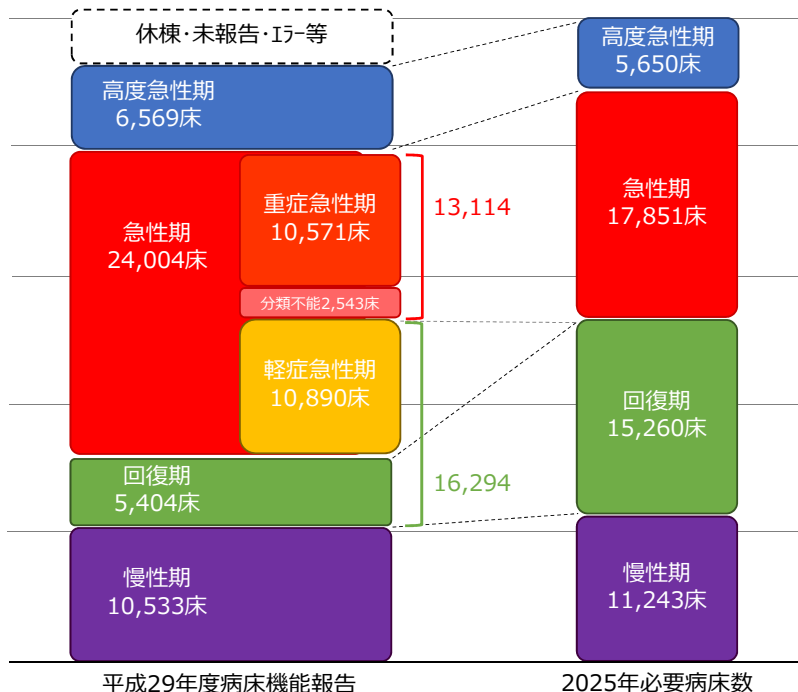 休棟･未報告･ｴﾗｰ等
高度急性期
6,569床
急性期
24,004床
重症急性期
10,571床
分類不能2,543床
軽症急性期
10,890床
13,114
回復期
5,404床
16,294
慢性期
10,533床
平成29年度病床機能報告
高度急性期
5,650床
急性期
17,851床
回復期
15,260床
慢性期
11,243床
2025年必要病床数